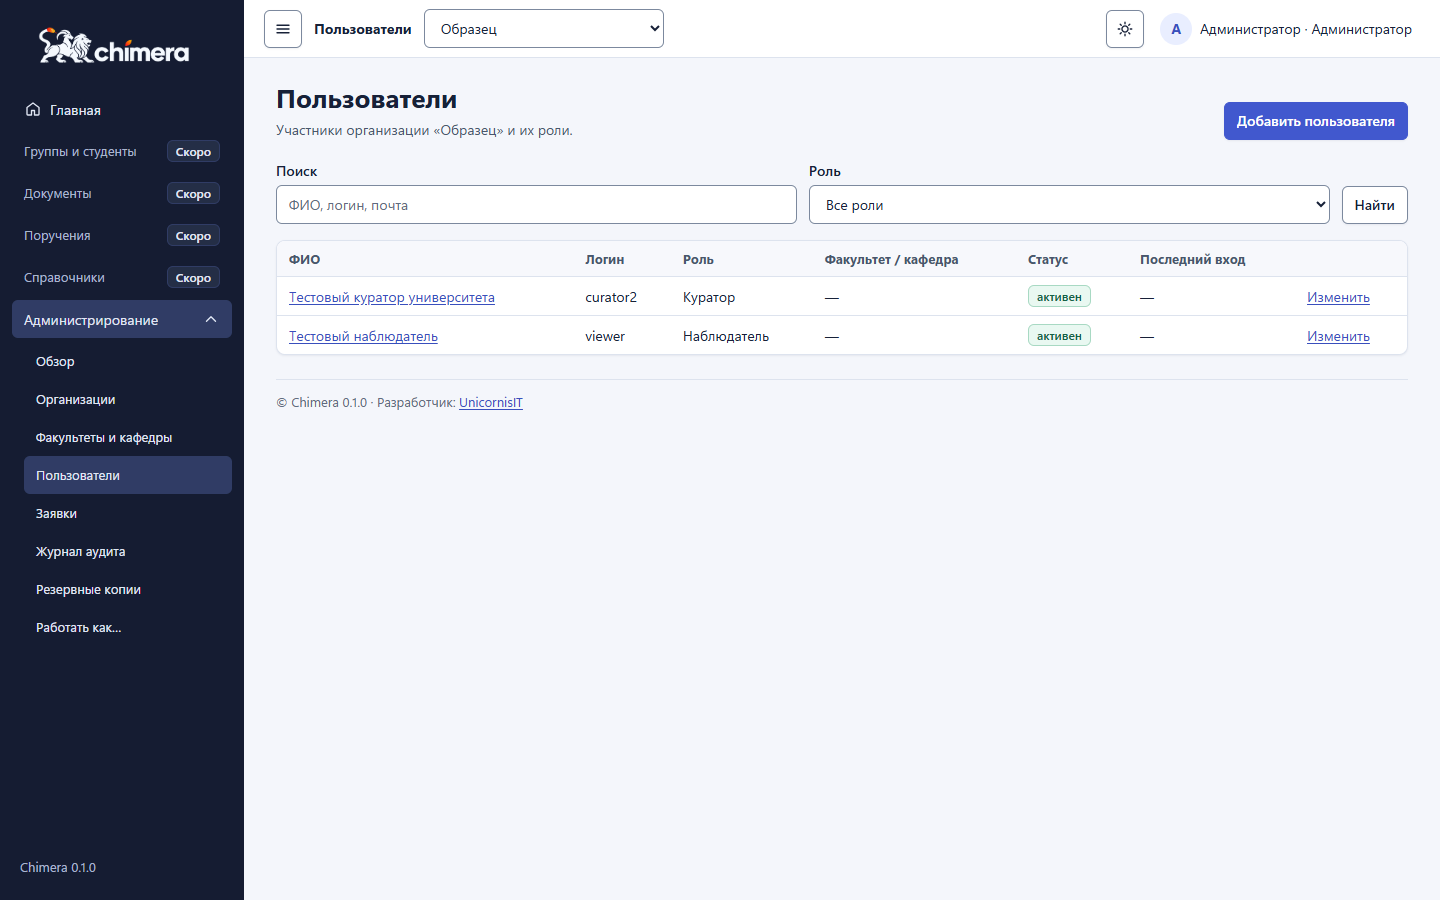 chimera
Главная
Группы и студенты Скоро
Документы Скоро
Поручения Скоро
Справочники Скоро
Администрирование
Обзор
Организации
Факультеты и кафедры
Пользователи
Заявки
Журнал аудита
Резервные копии
Работать как...
Chimera 0.1.0
Пользователи Образец А Администратор · Администратор
Пользователи
Участники организации «Образец» и их роли.
Добавить пользователя
Поиск Роль
ФИО, логин, почта Все роли Найти
ФИО Логин Роль Факультет / кафедра Статус Последний вход
Тестовый куратор университета curator2 Куратор — активен — Изменить
Тестовый наблюдатель viewer Наблюдатель — активен — Изменить
© Chimera 0.1.0 · Разработчик: UnicornisIT